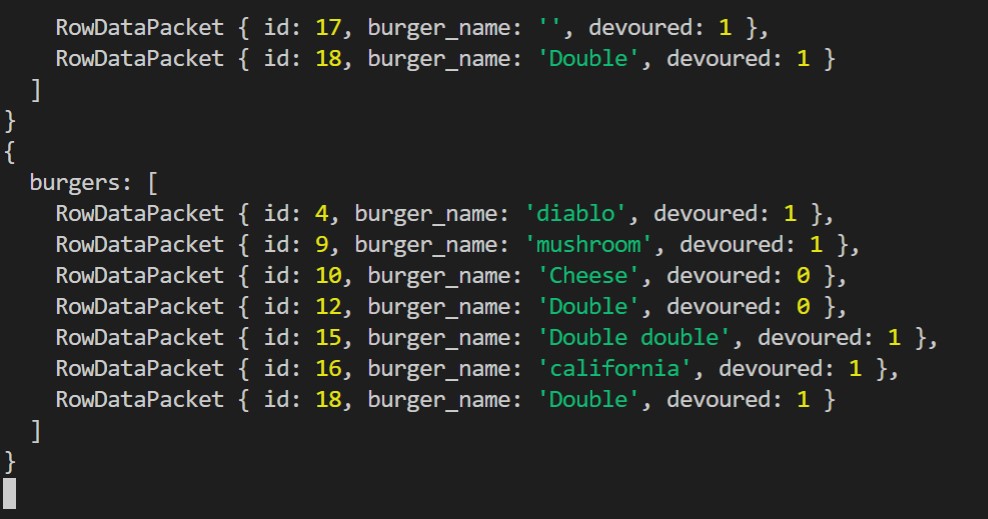 RowDataPacket { id: 17, burger_name: '', devoured: 1 },
RowDataPacket { id: 18, burger_name: 'Double', devoured: 1 }
]
}
{
burgers: [
RowDataPacket { id: 4, burger_name: 'diablo', devoured: 1 },
RowDataPacket { id: 9, burger_name: 'mushroom', devoured: 1 },
RowDataPacket { id: 10, burger_name: 'Cheese', devoured: 0 },
RowDataPacket { id: 12, burger_name: 'Double', devoured: 0 },
RowDataPacket { id: 15, burger_name: 'Double double', devoured: 1 },
RowDataPacket { id: 16, burger_name: 'california', devoured: 1 },
RowDataPacket { id: 18, burger_name: 'Double', devoured: 1 }
]
}